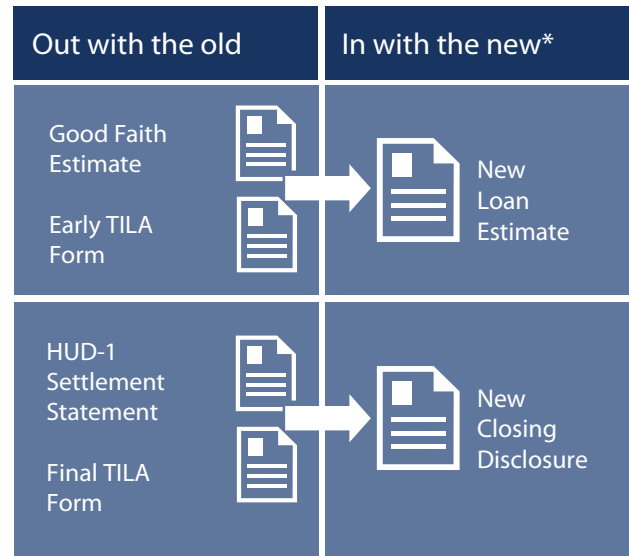 Out with the old
In with the new*
Good Faith
Estimate
Early TILA
Form
New
Loan
Estimate
HUD-1
Settlement
Statement
Final TILA
Form
New
Closing
Disclosure